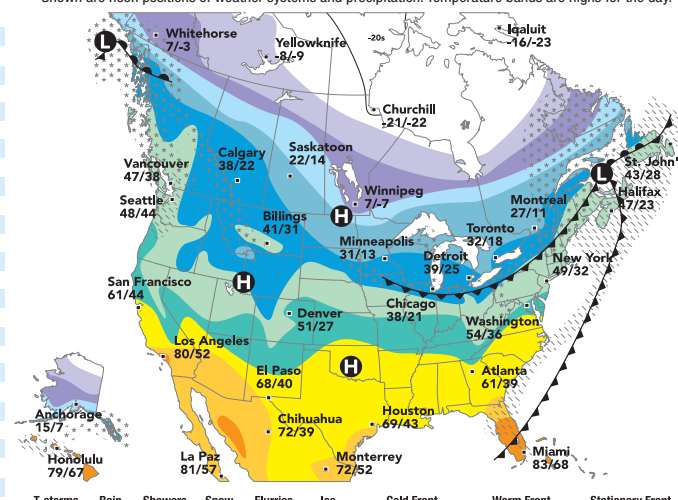 Shown are noon positions of weather systems and precipitation. Temperature bands are highs for the day.
L
Whitehorse
7/-3
Yellowknife
-8/-9
-20s
Iqaluit
-16/-23
Churchill
-21/-22
Vancouver
47/38
Calgary
38/22
Saskatoon
22/14
Winnipeg
7/-7
H
Seattle
48/44
Billings
41/31
Minneapolis
31/13
Detroit
39/25
Toronto
32/18
Montreal
27/11
L
St. John'
43/28
Halifax
47/23
New York
49/32
San Francisco
61/44
H
Denver
51/27
Chicago
38/21
Washington
54/36
Los Angeles
80/52
El Paso
68/40
H
Atlanta
61/39
Chihuahua
72/39
Houston
69/43
Anchorage
15/7
Honolulu
79/67
La Paz
81/57
Monterrey
72/52
Miami
83/68
T-storms Rain Showers Snow Flurries Ice Cold Front Warm Front Stationary Front